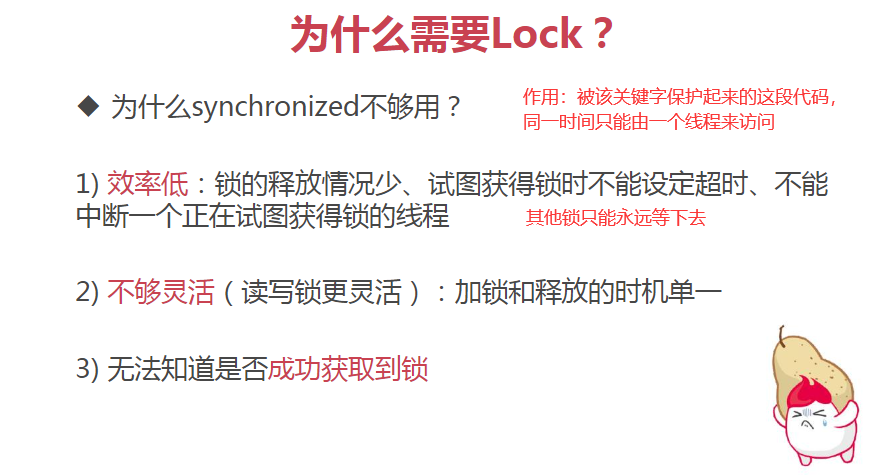 为什么需要Lock？
◆ 为什么synchronized不够用？
作用：被该关键字保护起来的这段代码，
同一时间只能由一个线程来访问
1) 效率低：锁的释放情况少、试图获得锁时不能设定超时、不能
中断一个正在试图获得锁的线程
其他锁只能永远等下去
2) 不够灵活（读写锁更灵活）：加锁和释放的时机单一
3) 无法知道是否成功获取到锁